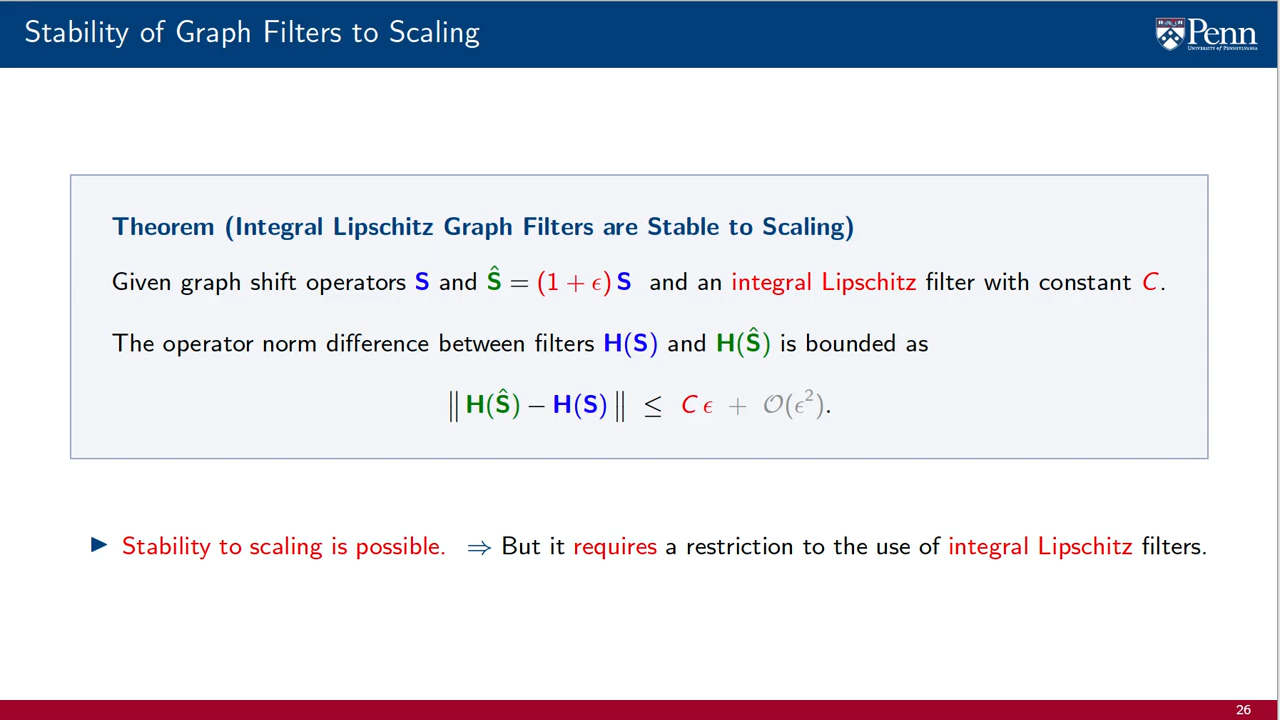 Stability of Graph Filters to Scaling
Penn
UNIVERSITY of PENNSYLVANIA
Theorem (Integral Lipschitz Graph Filters are Stable to Scaling)
Given graph shift operators S and Ŝ = (1 + ϵ) S and an integral Lipschitz filter with constant C.
The operator norm difference between filters H(S) and H(Ŝ) is bounded as
‖ H(Ŝ) − H(S) ‖ ≤ C ϵ + 𝒪(ϵ²).
▶ Stability to scaling is possible. ⇒ But it requires a restriction to the use of integral Lipschitz filters.
26